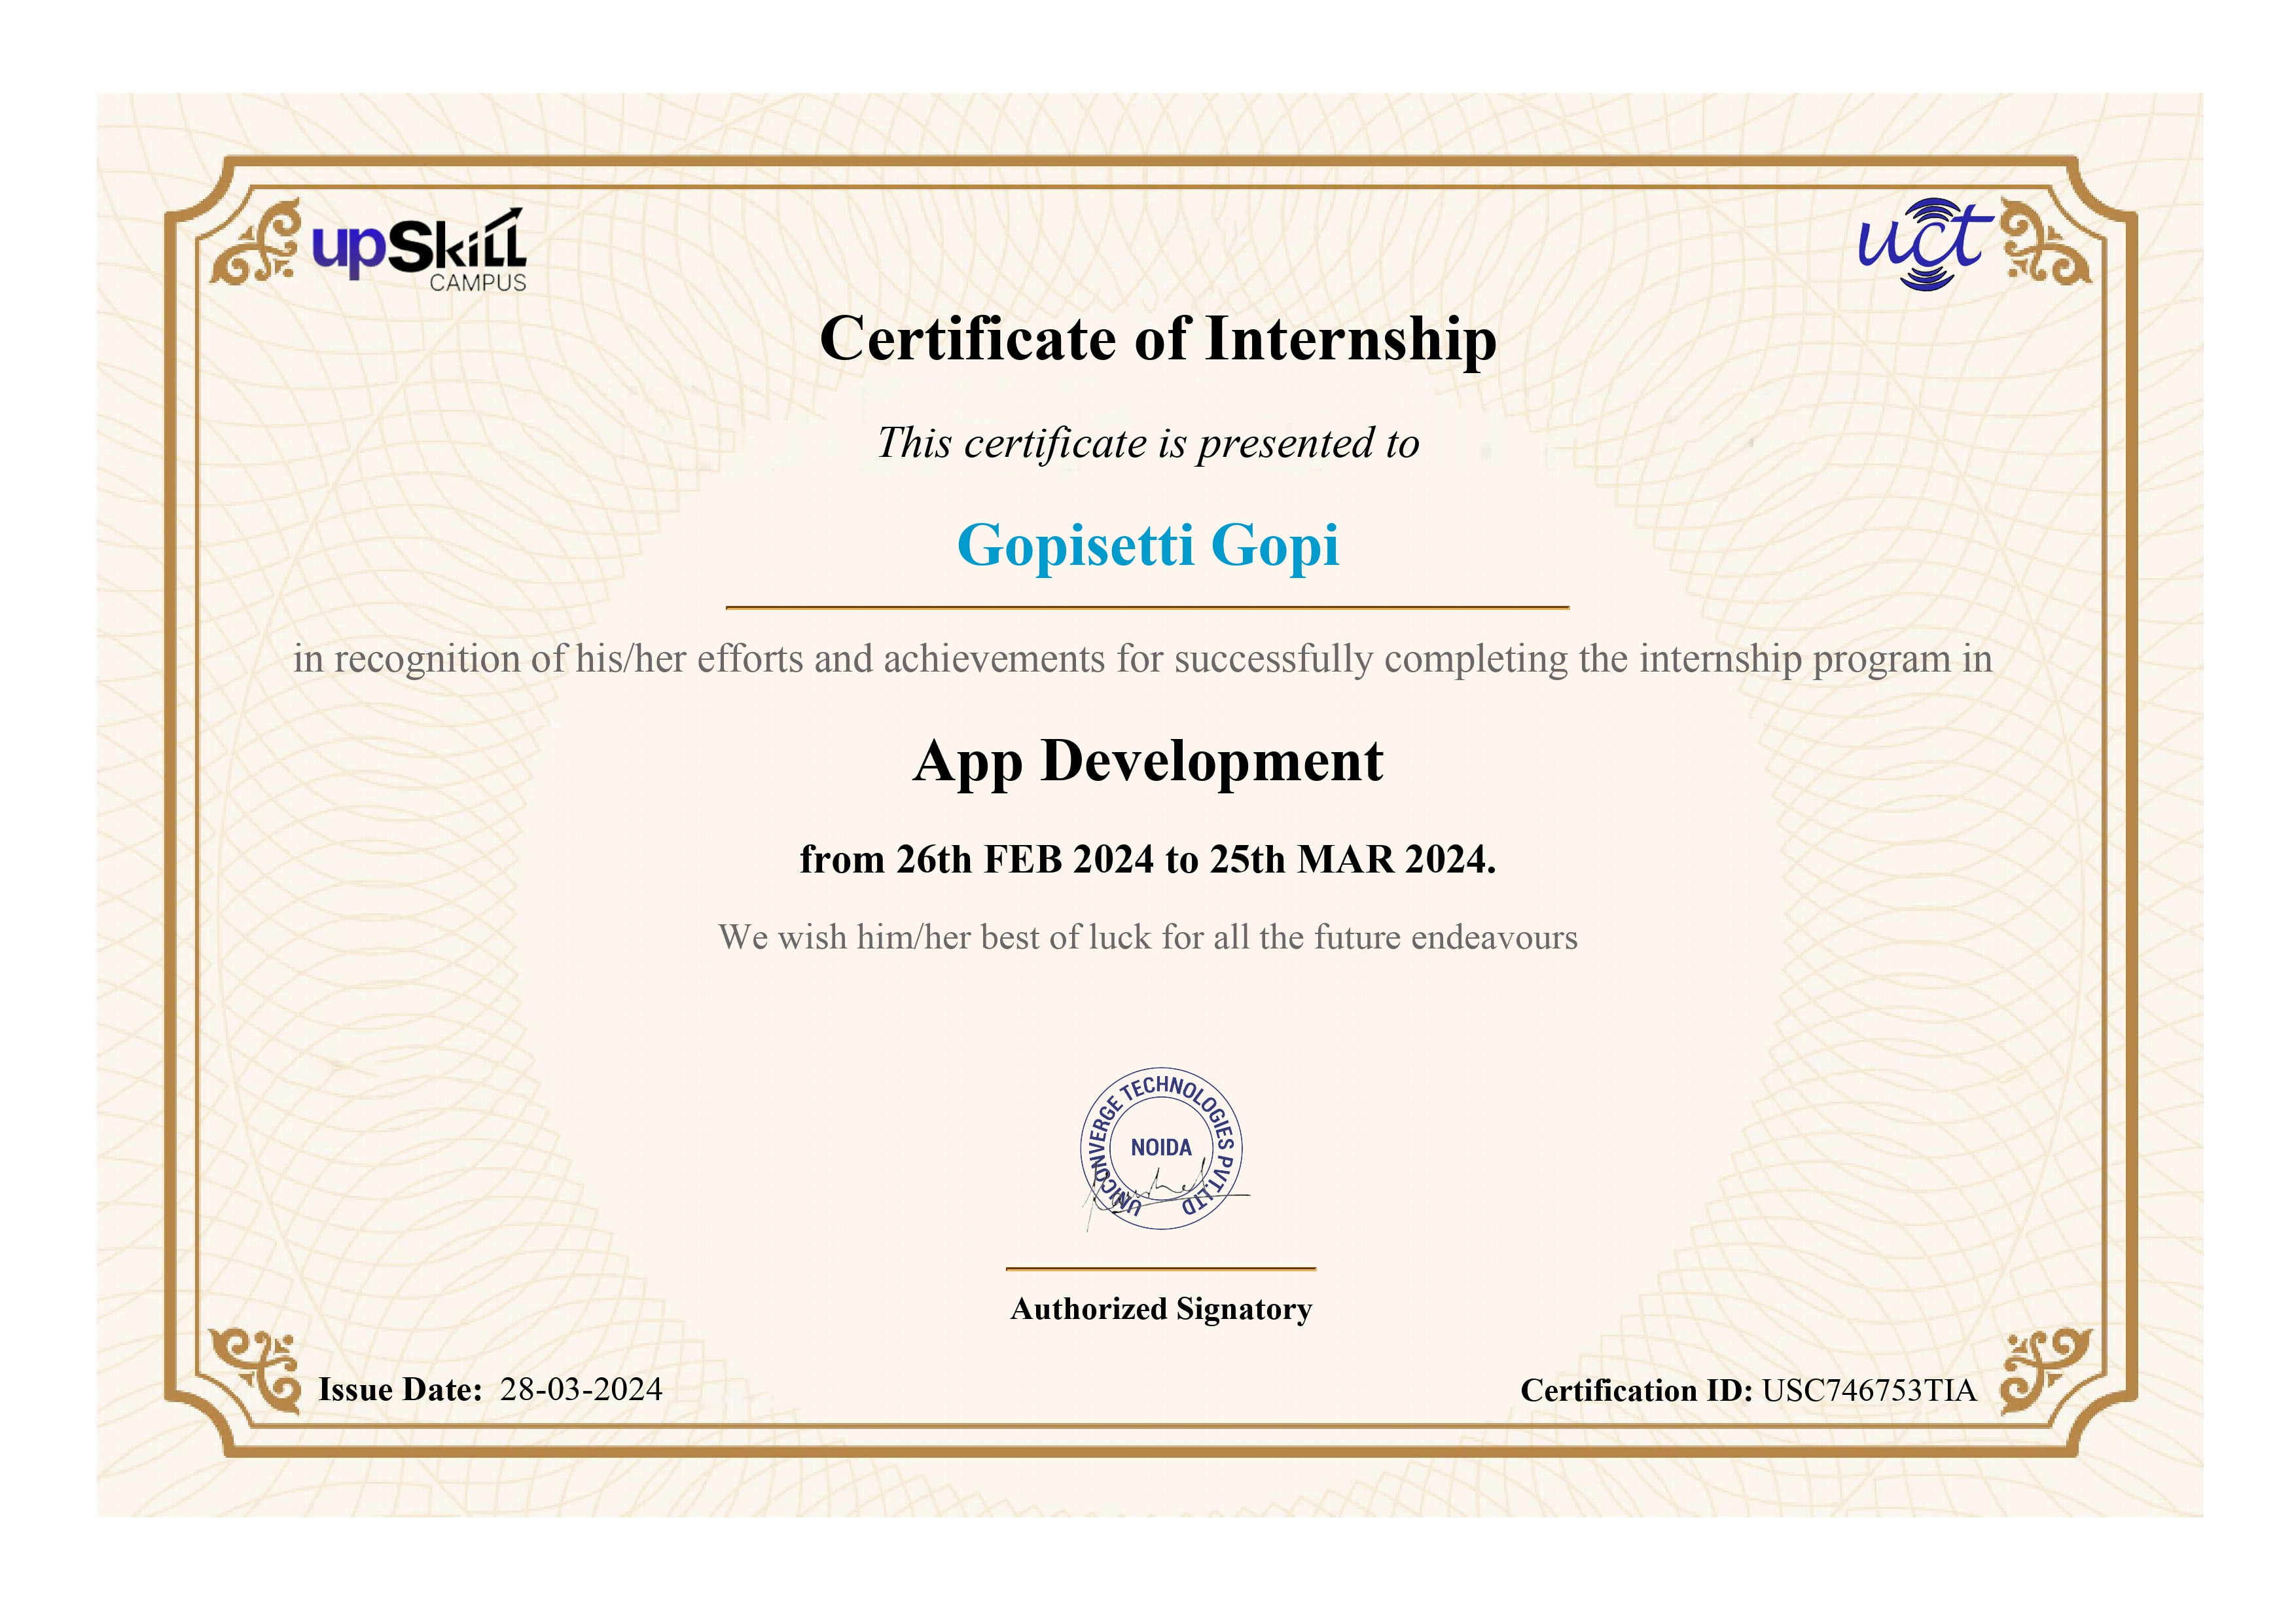 upSkill
CAMPUS
uct
Certificate of Internship
This certificate is presented to
Gopisetti Gopi
in recognition of his/her efforts and achievements for successfully completing the internship program in
App Development
from 26th FEB 2024 to 25th MAR 2024.
We wish him/her best of luck for all the future endeavours
UNICONVERGE TECHNOLOGIES PVT.LTD
NOIDA
Authorized Signatory
Issue Date: 28-03-2024
Certification ID: USC746753TIA